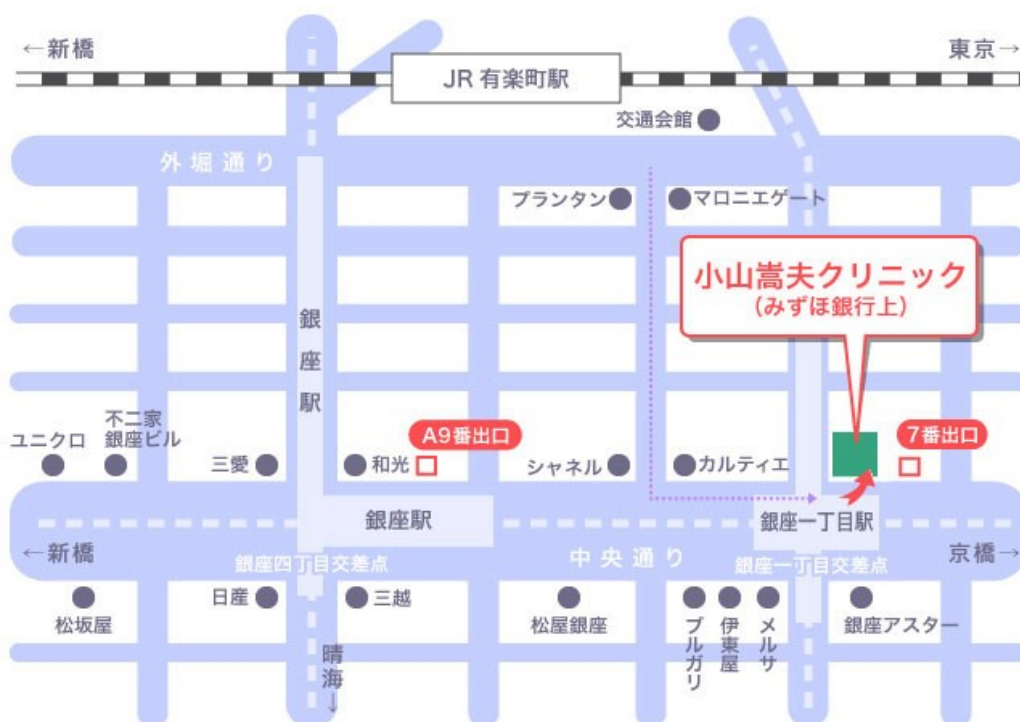 ←新橋
東京→
JR 有楽町駅
交通会館
外堀通り
プランタン
マロニエゲート
小山嵩夫クリニック
(みずほ銀行上)
銀座駅
ユニクロ
不二家
銀座ビル
三愛
和光
A9番出口
シャネル
カルティエ
7番出口
銀座駅
銀座一丁目駅
←新橋
銀座四丁目交差点
中央通り
銀座一丁目交差点
京橋→
松坂屋
日産
三越
松屋銀座
ブルガリ
伊東屋
メルサ
銀座アスター
晴海→